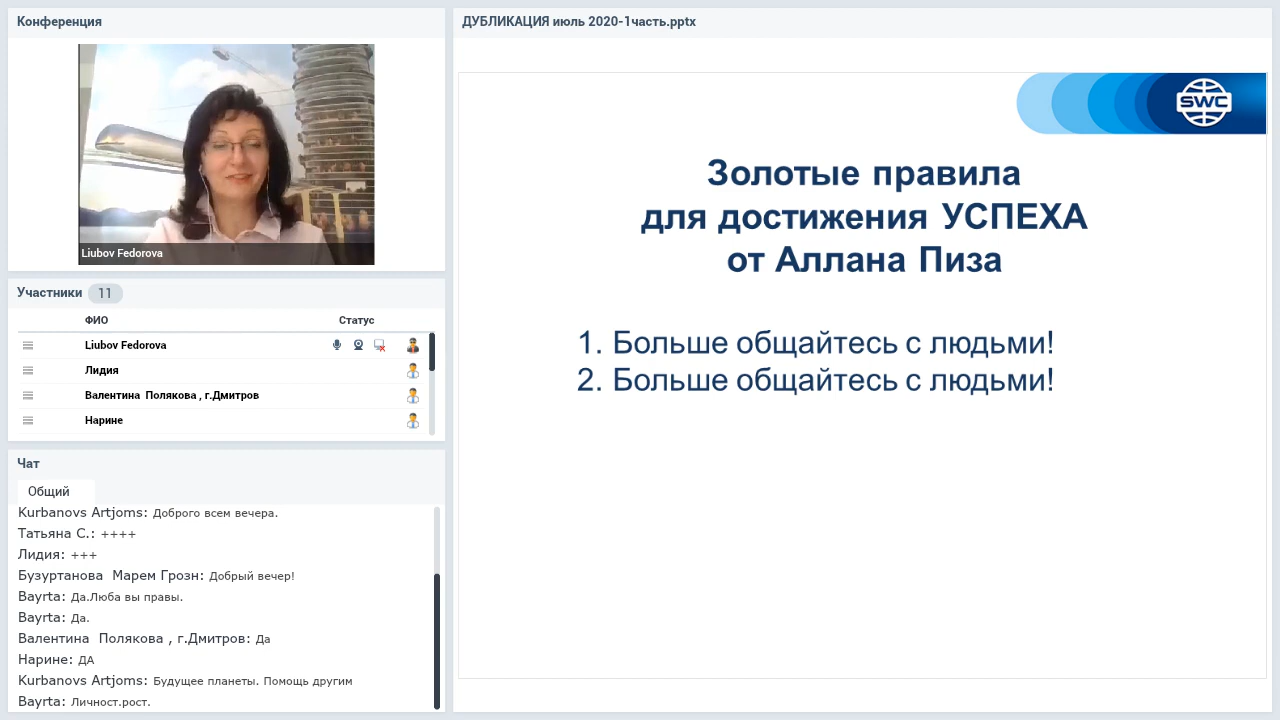 Конференция
Liubov Fedorova
Участники 11
ФИО Статус
Liubov Fedorova
Лидия
Валентина Полякова , г.Дмитров
Нарине
Чат
Общий
Kurbanovs Artjoms: Доброго всем вечера.
Татьяна С.: ++++
Лидия: +++
Бузуртанова Марем Грозн: Добрый вечер!
Bayrta: Да.Люба вы правы.
Bayrta: Да.
Валентина Полякова , г.Дмитров: Да
Нарине: ДА
Kurbanovs Artjoms: Будущее планеты. Помощь другим
Bayrta: Личност.рост.
ДУБЛИКАЦИЯ июль 2020-1часть.pptx
SWC
Золотые правила
для достижения УСПЕХА
от Аллана Пиза
1. Больше общайтесь с людьми!
2. Больше общайтесь с людьми!